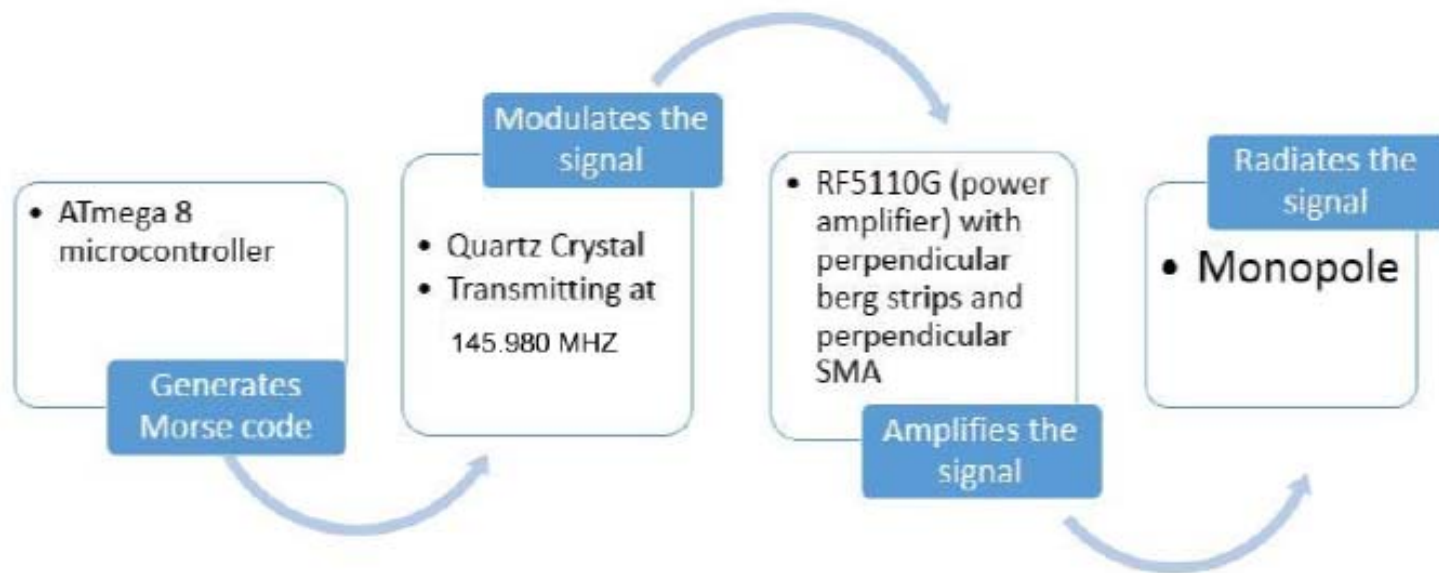 • ATmega 8
microcontroller
Generates
Morse code
Modulates the
signal
• Quartz Crystal
• Transmitting at
145.980 MHZ
• RF5110G (power
amplifier) with
perpendicular
berg strips and
perpendicular
SMA
Amplifies the
signal
Radiates the
signal
• Monopole